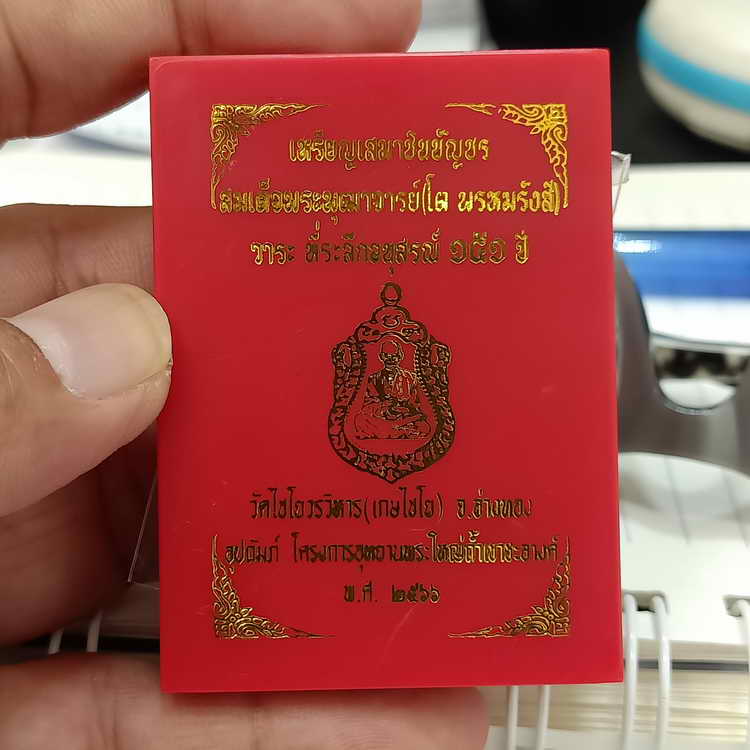 เหรียญเสมาชินบัญชร
สมเด็จพระพุฒาจารย์(โต พรหมรังสี)
วาระ ที่ระลึกอนุสรณ์ ๑๕๑ ปี
วัดไชโยวรวิหาร(เกษไชโย) จ.อ่างทอง
อุปถัมภ์ โครงการอุทยานพระใหญ่ถ้ำเขาชะอางค์
พ.ศ. ๒๕๖๖